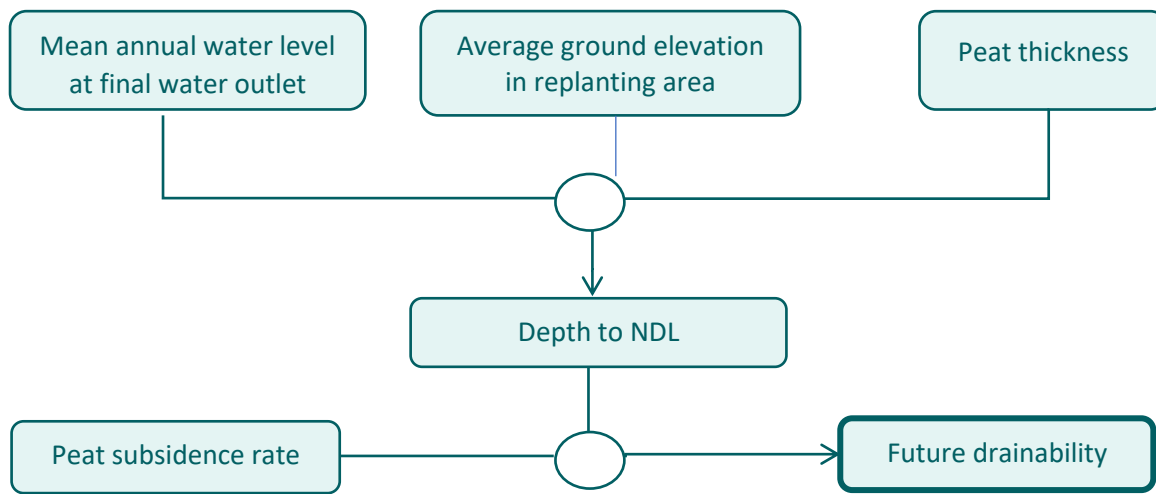 Mean annual water level
at final water outlet
Average ground elevation
in replanting area
Peat thickness
Depth to NDL
Peat subsidence rate
Future drainability